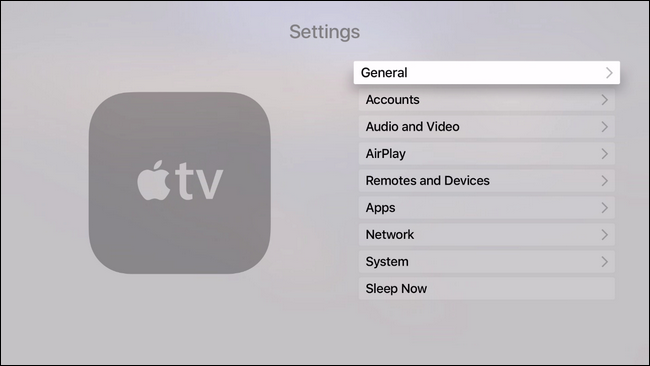 Settings
tv
General
Accounts
Audio and Video
AirPlay
Remotes and Devices
Apps
Network
System
Sleep Now